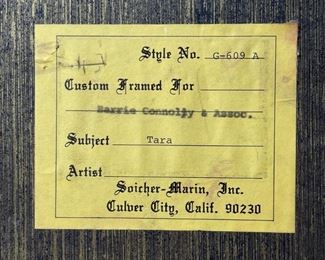 Style No. G-609 A
Custom Framed For
Barrie Connolly & Assoc.
Subject Tara
Artist
Soicher-Marin, Inc.
Culver City, Calif. 90230